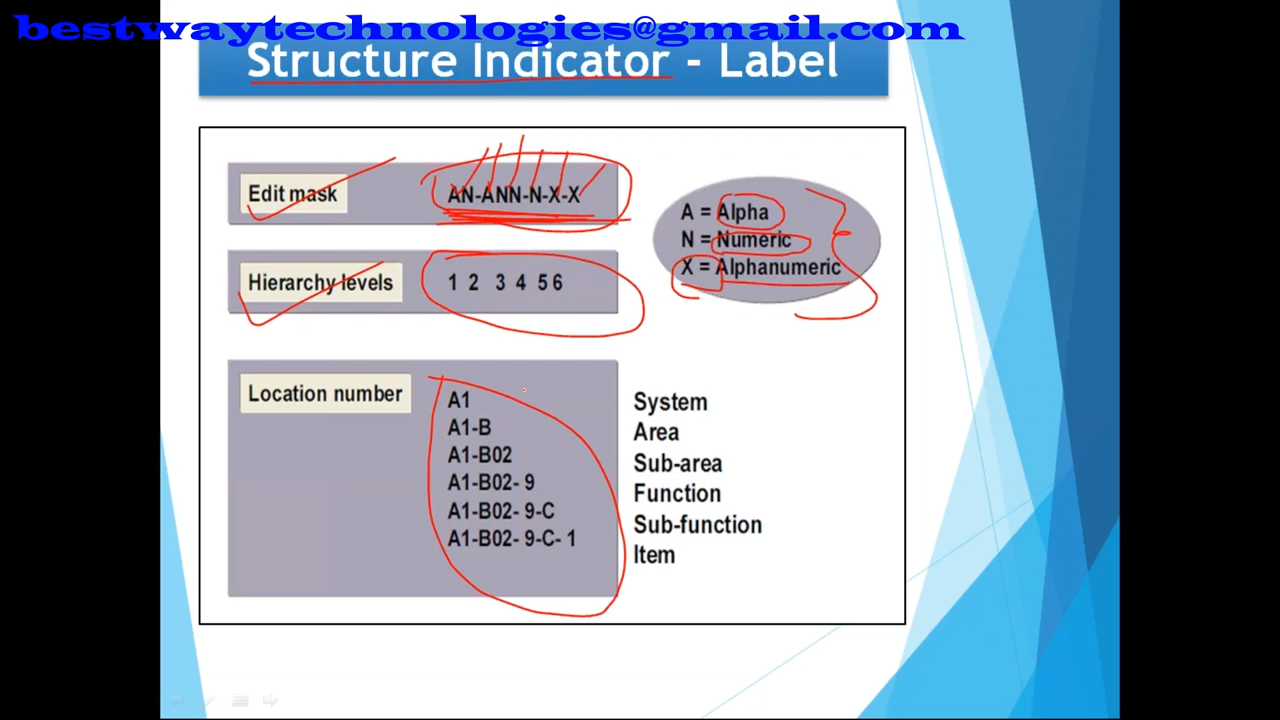 bestwaytechnologies@gmail.com
Structure Indicator - Label
Edit mask
AN-ANN-N-X-X
A = Alpha
N = Numeric
X = Alphanumeric
Hierarchy levels
1 2 3 4 5 6
Location number
A1 System
A1-B Area
A1-B02 Sub-area
A1-B02- 9 Function
A1-B02- 9-C Sub-function
A1-B02- 9-C- 1 Item